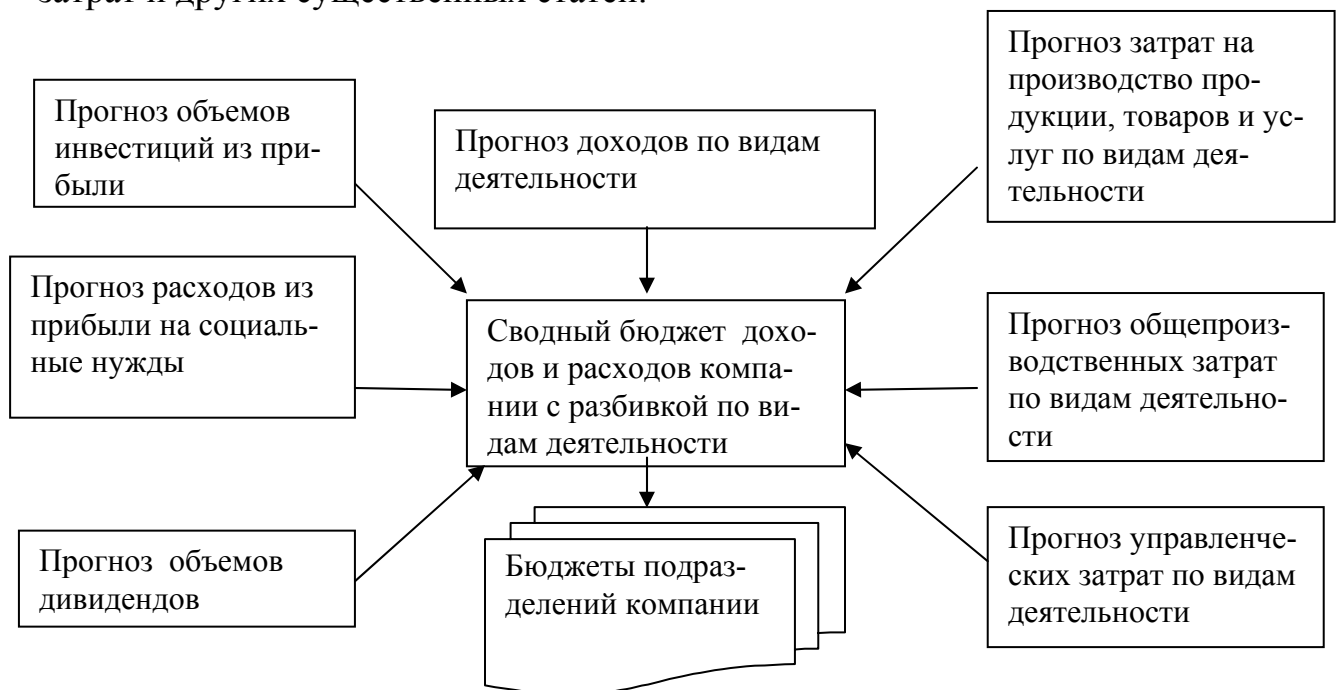 затрат и других существенных статей.
Прогноз объемов
инвестиций из при-
были
Прогноз доходов по видам
деятельности
Прогноз затрат на
производство про-
дукции, товаров и ус-
луг по видам дея-
тельности
Прогноз расходов из
прибыли на социаль-
ные нужды
Сводный бюджет  дохо-
дов и расходов компа-
нии с разбивкой по ви-
дам деятельности
Прогноз общепроиз-
водственных затрат
по видам деятельно-
сти
Прогноз  объемов
дивидендов
Бюджеты подраз-
делений компании
Прогноз управленче-
ских затрат по видам
деятельности